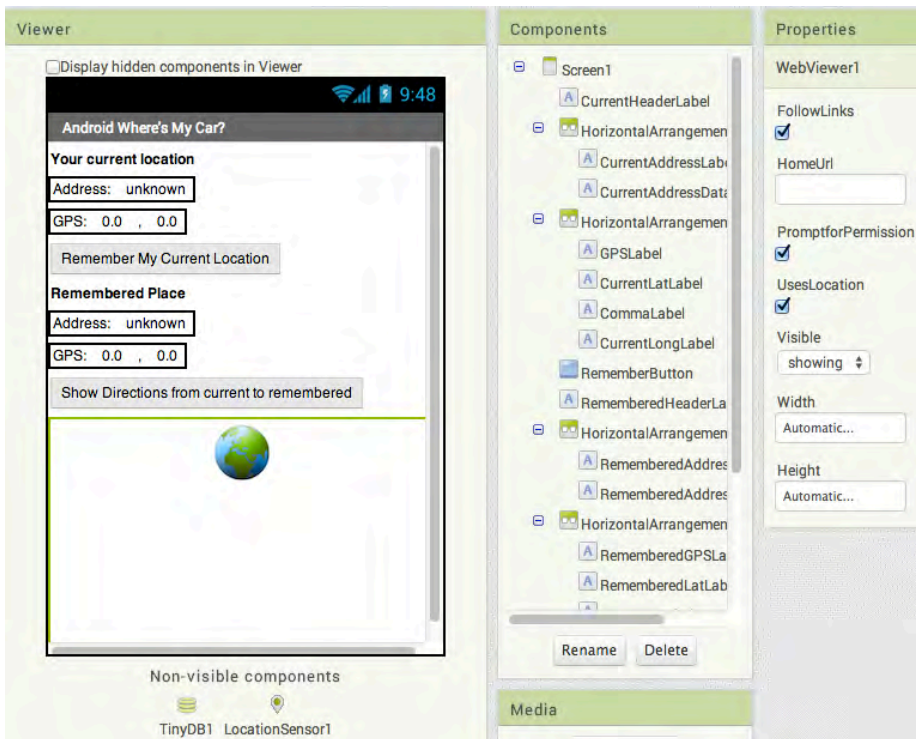 Viewer
Display hidden components in Viewer
9:48
Android Where's My Car?
Your current location
Address: unknown
GPS: 0.0 , 0.0
Remember My Current Location
Remembered Place
Address: unknown
GPS: 0.0 , 0.0
Show Directions from current to remembered
Non-visible components
TinyDB1 LocationSensor1
Components
Screen1
CurrentHeaderLabel
HorizontalArrangemen
CurrentAddressLabe
CurrentAddressData
HorizontalArrangemen
GPSLabel
CurrentLatLabel
CommaLabel
CurrentLongLabel
RememberButton
RememberedHeaderLa
HorizontalArrangemen
RememberedAddres
RememberedAddres
HorizontalArrangemen
RememberedGPSLa
RememberedLatLab
Rename Delete
Media
Properties
WebViewer1
FollowLinks
HomeUrl
PromptforPermission
UsesLocation
Visible
showing
Width
Automatic...
Height
Automatic...